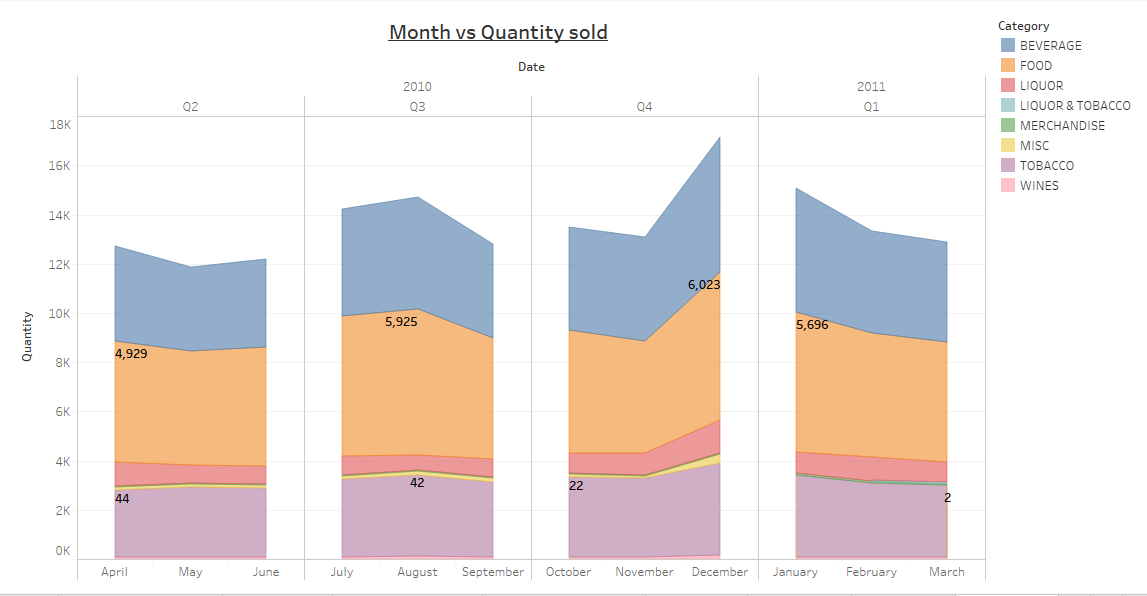 Month vs Quantity sold
Date
2010
2011
Q2
Q3
Q4
Q1
Quantity
18K
16K
14K
12K
10K
8K
6K
4K
2K
0K
4,929
5,925
6,023
5,696
44
42
22
2
April
May
June
July
August
September
October
November
December
January
February
March
Category
BEVERAGE
FOOD
LIQUOR
LIQUOR & TOBACCO
MERCHANDISE
MISC
TOBACCO
WINES